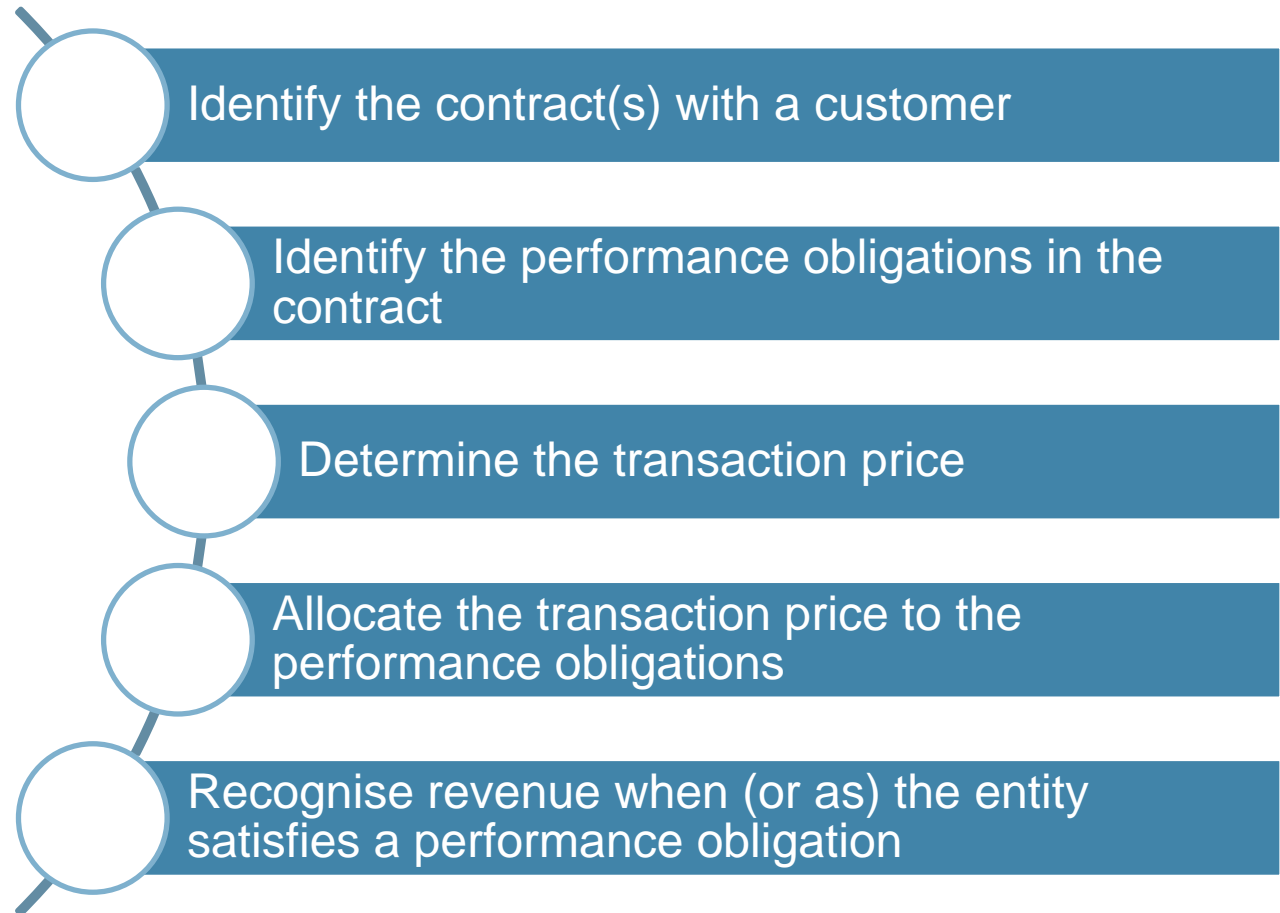 Identify the contract(s) with a customer
Identify the performance obligations in the
contract
Determine the transaction price
Allocate the transaction price to the
performance obligations
Recognise revenue when (or as) the entity
satisfies a performance obligation